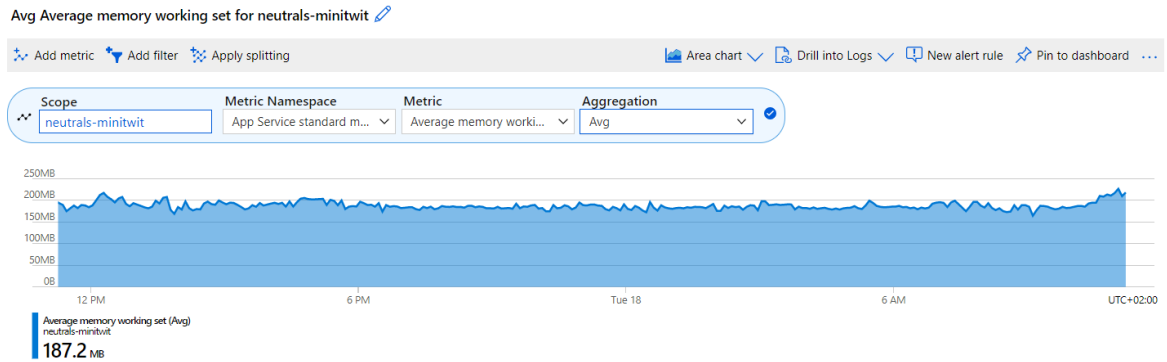 Avg Average memory working set for neutrals-minitwit
Add metric Add filter Apply splitting Area chart Drill into Logs New alert rule Pin to dashboard ...
Scope Metric Namespace Metric Aggregation
neutrals-minitwit App Service standard m... Average memory worki... Avg
250MB
200MB
150MB
100MB
50MB
0B
12 PM 6 PM Tue 18 6 AM UTC+02:00
Average memory working set (Avg)
neutrals-minitwit
187.2 MB